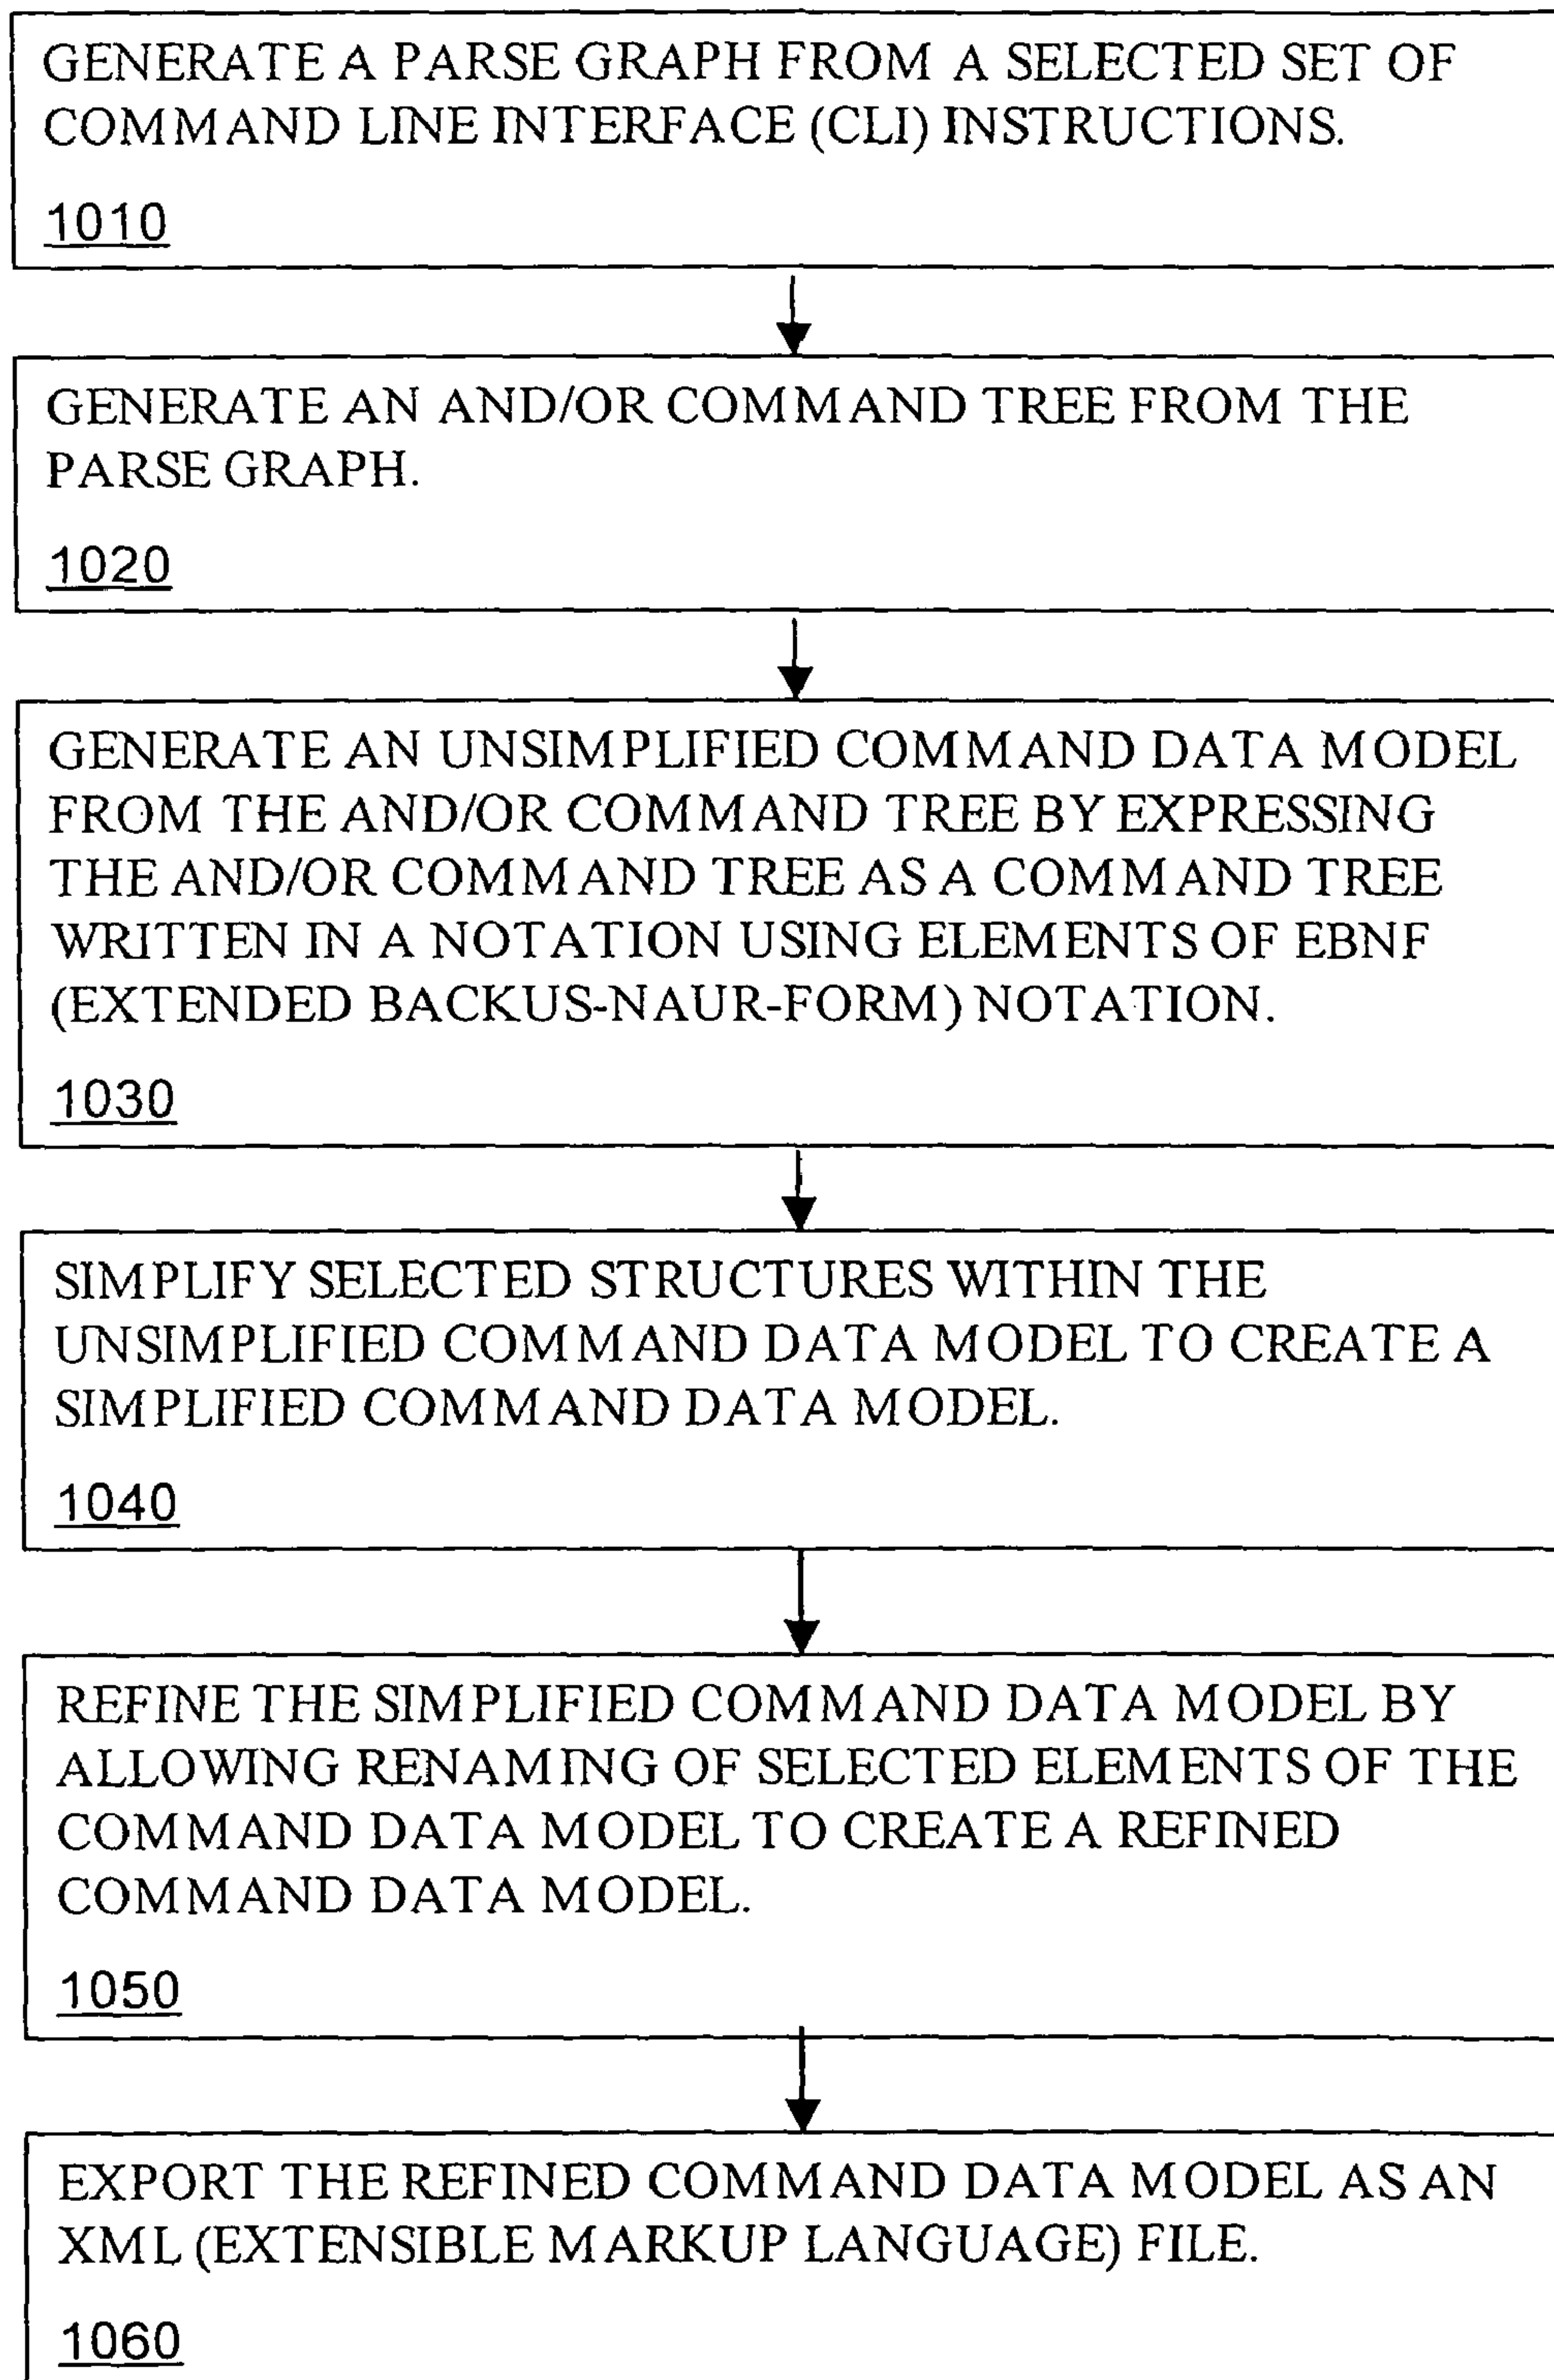 GENERATE A PARSE GRAPH FROM A SELECTED SET OF
COMMAND LINE INTERFACE (CLI) INSTRUCTIONS.
1010
GENERATE AN AND/OR COMMAND TREE FROM THE
PARSE GRAPH.
1020
GENERATE AN UNSIMPLIFIED COMMAND DATA MODEL
FROM THE AND/OR COMMAND TREE BY EXPRESSING
THE AND/OR COMMAND TREE AS A COMMAND TREE
WRITTEN IN A NOTATION USING ELEMENTS OF EBNF
(EXTENDED BACKUS-NAUR-FORM) NOTATION.
1030
SIMPLIFY SELECTED STRUCTURES WITHIN THE
UNSIMPLIFIED COMMAND DATA MODEL TO CREATE A
SIMPLIFIED COMMAND DATA MODEL.
1040
REFINE THE SIMPLIFIED COMMAND DATA MODEL BY
ALLOWING RENAMING OF SELECTED ELEMENTS OF THE
COMMAND DATA MODEL TO CREATE A REFINED
COMMAND DATA MODEL.
1050
EXPORT THE REFINED COMMAND DATA MODEL AS AN
XML (EXTENSIBLE MARKUP LANGUAGE) FILE.
1060